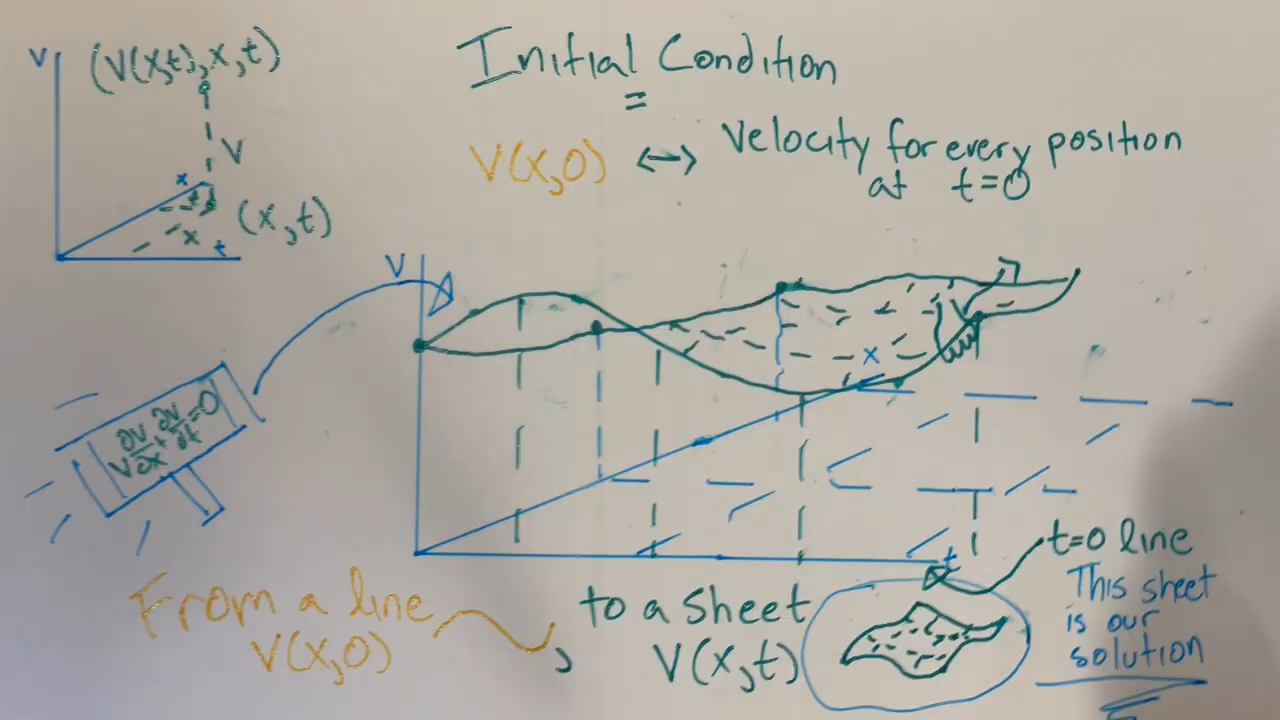 V
(V(x,t), x, t)
V
x
t
x
(x,t)
t
Initial Condition
=
V(x,0) ↔ Velocity for every position
at t=0
V
x
V ∂V/∂x + ∂V/∂t = 0
t
t=0 line
This sheet
is our
solution
From a line
V(x,0)
, to a sheet
V(x,t)